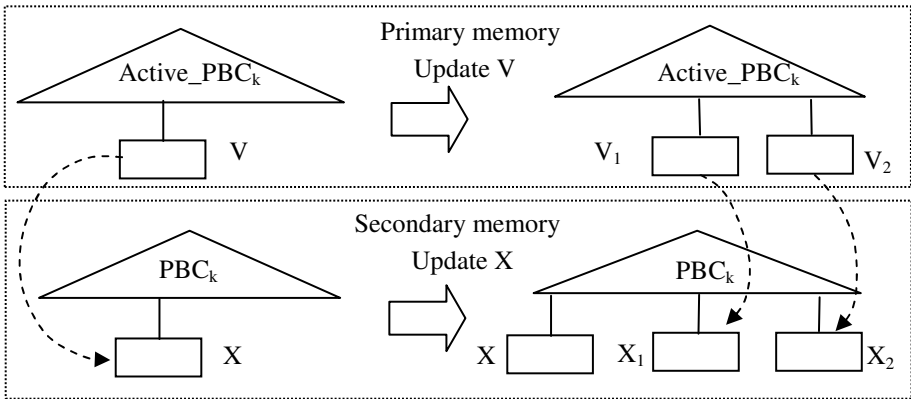 Primary memory
Update V
Active_PBCk
Active_PBCk
V
V1
V2
Secondary memory
Update X
PBCk
PBCk
X
X
X1
X2